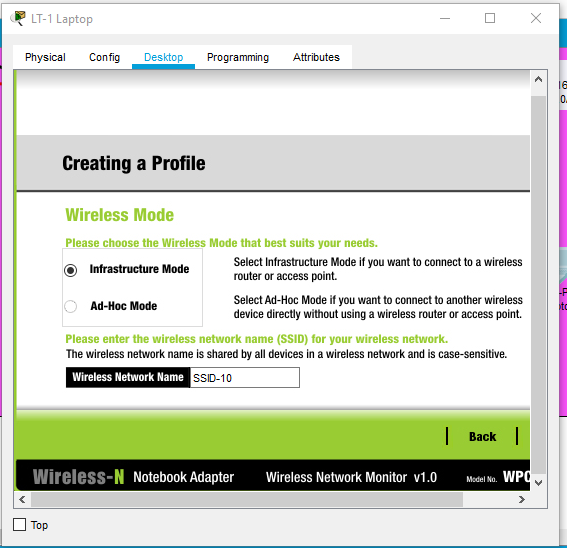 LT-1 Laptop
Physical Config Desktop Programming Attributes
Creating a Profile
Wireless Mode
Please choose the Wireless Mode that best suits your needs.
Infrastructure Mode
Select Infrastructure Mode if you want to connect to a wireless
router or access point.
Ad-Hoc Mode
Select Ad-Hoc Mode if you want to connect to another wireless
device directly without using a wireless router or access point.
Please enter the wireless network name (SSID) for your wireless network.
The wireless network name is shared by all devices in a wireless network and is case-sensitive.
Wireless Network Name SSID-10
Back
Wireless-N Notebook Adapter Wireless Network Monitor v1.0 Model No. WPC
Top